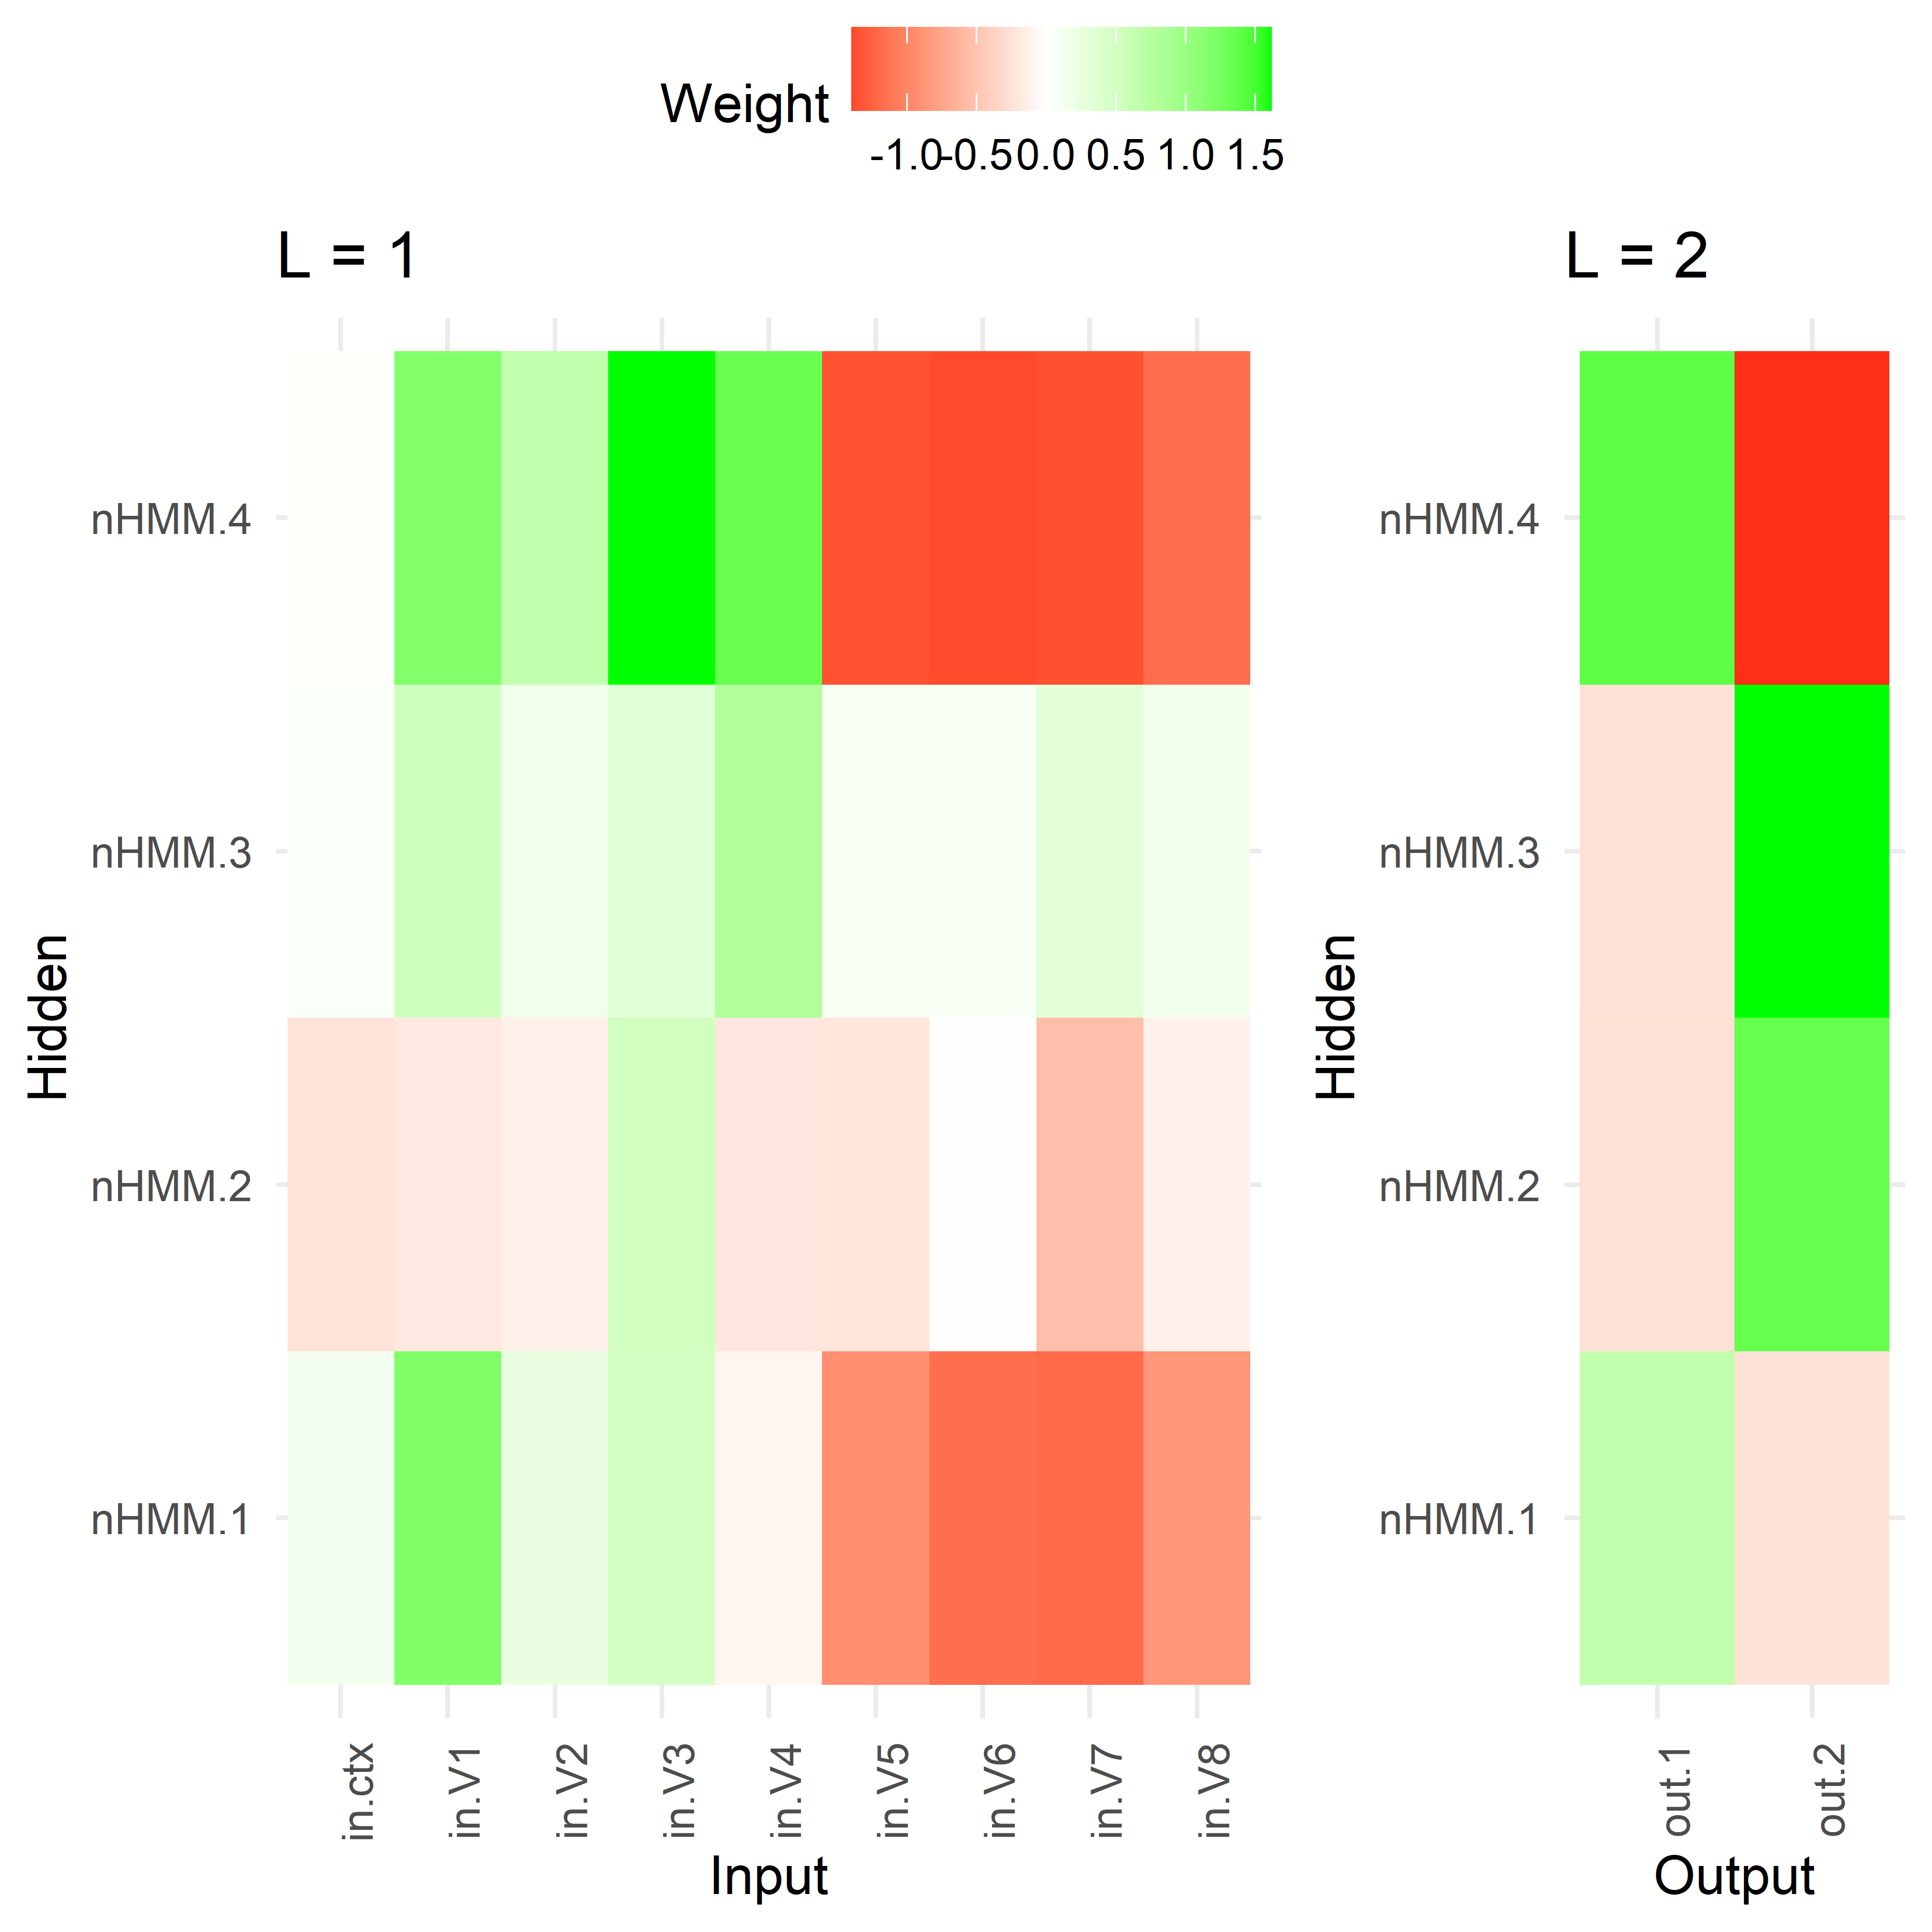 Weight
-1.0 -0.5 0.0 0.5 1.0 1.5
L = 1
Hidden
nHMM.4
nHMM.3
nHMM.2
nHMM.1
in.ctx in.V1 in.V2 in.V3 in.V4 in.V5 in.V6 in.V7 in.V8
Input
L = 2
Hidden
nHMM.4
nHMM.3
nHMM.2
nHMM.1
out.1 out.2
Output